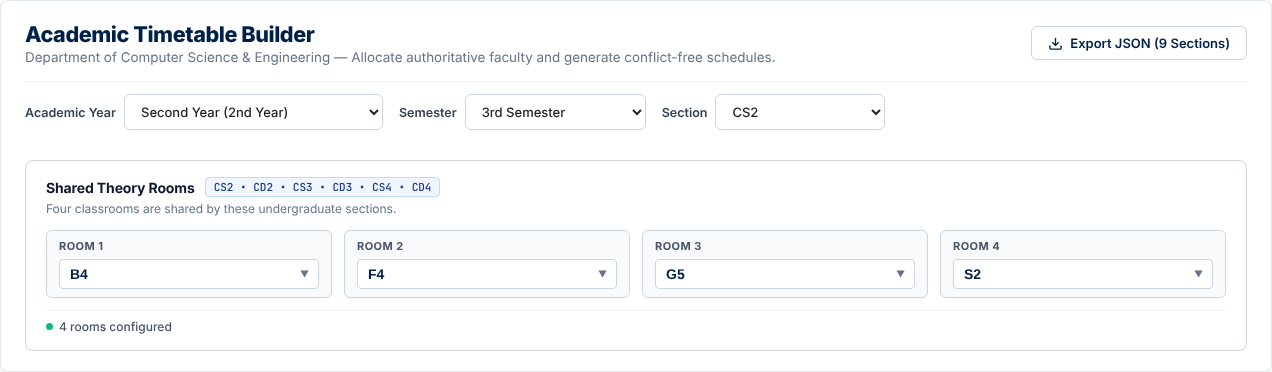 Academic Timetable Builder
Department of Computer Science & Engineering — Allocate authoritative faculty and generate conflict-free schedules.
Export JSON (9 Sections)
Academic Year Second Year (2nd Year) Semester 3rd Semester Section CS2
Shared Theory Rooms CS2 • CD2 • CS3 • CD3 • CS4 • CD4
Four classrooms are shared by these undergraduate sections.
ROOM 1 ROOM 2 ROOM 3 ROOM 4
B4 F4 G5 S2
4 rooms configured